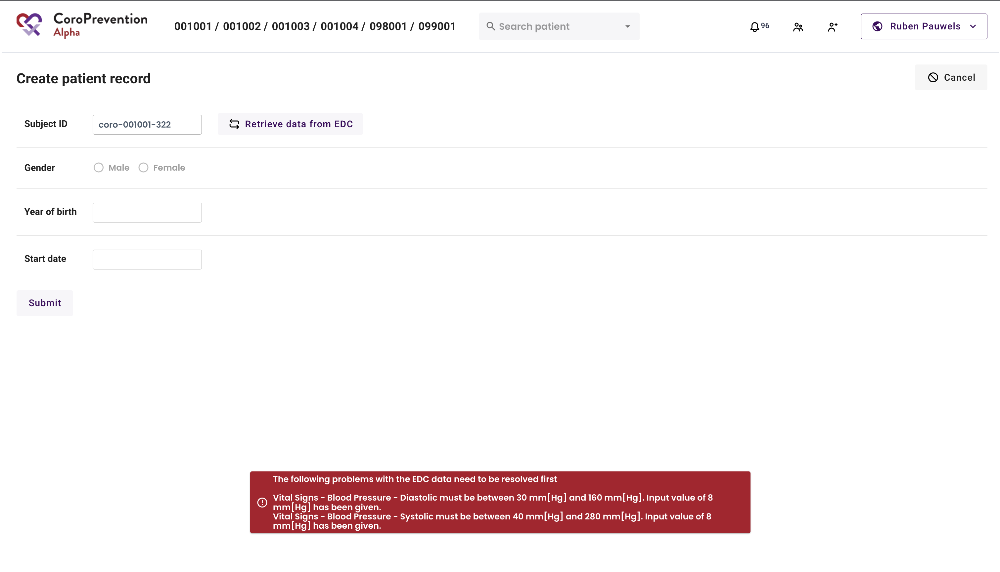 CoroPrevention
Alpha
001001 / 001002 / 001003 / 001004 / 098001 / 099001
Search patient
96
Ruben Pauwels
Create patient record
Cancel
Subject ID
coro-001001-322
Retrieve data from EDC
Gender
Male
Female
Year of birth
Start date
Submit
The following problems with the EDC data need to be resolved first
Vital Signs - Blood Pressure - Diastolic must be between 30 mm[Hg] and 160 mm[Hg]. Input value of 8
mm[Hg] has been given.
Vital Signs - Blood Pressure - Systolic must be between 40 mm[Hg] and 280 mm[Hg]. Input value of 8
mm[Hg] has been given.